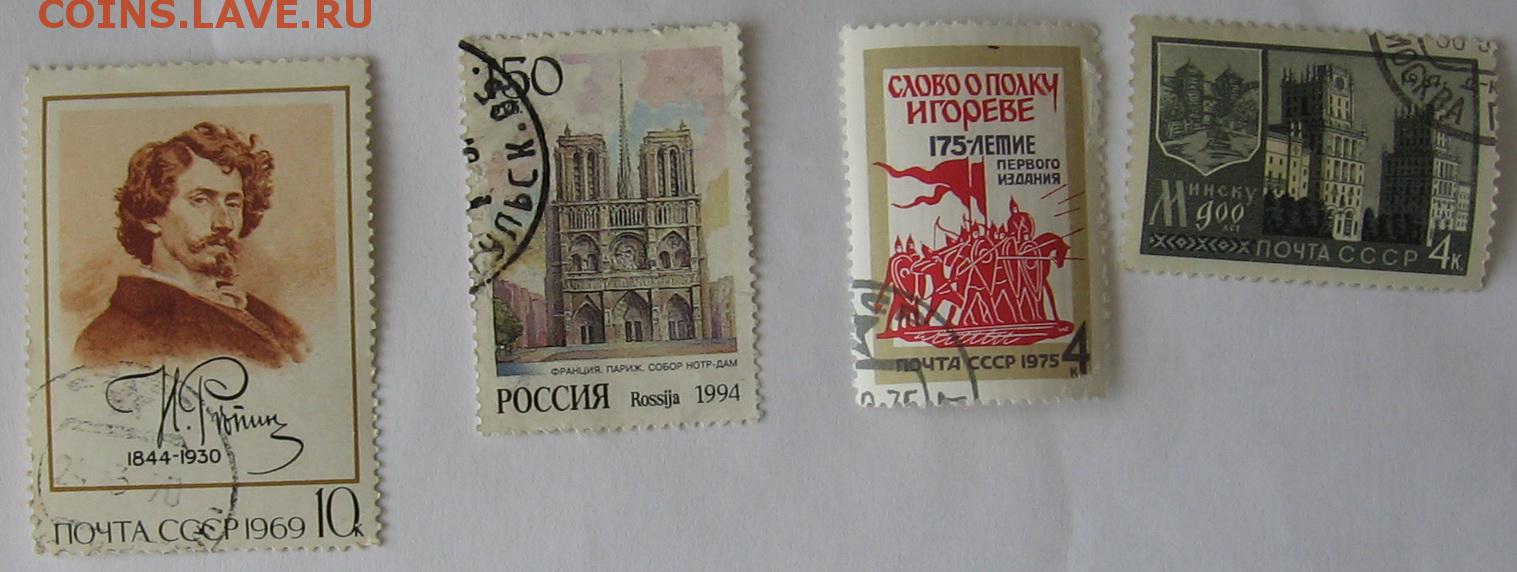 COINS.LAVE.RU
И. Репин
1844-1930
ПОЧТА СССР 1969 10к
ФРАНЦИЯ. ПАРИЖ. СОБОР НОТР-ДАМ
РОССИЯ Rossija 1994
СЛОВО О ПОЛКУ
ИГОРЕВЕ
175-ЛЕТИЕ
ПЕРВОГО
ИЗДАНИЯ
ПОЧТА СССР 1975 4к
МОСКВА
МИНСКУ
900
ЛЕТ
ПОЧТА СССР 4к